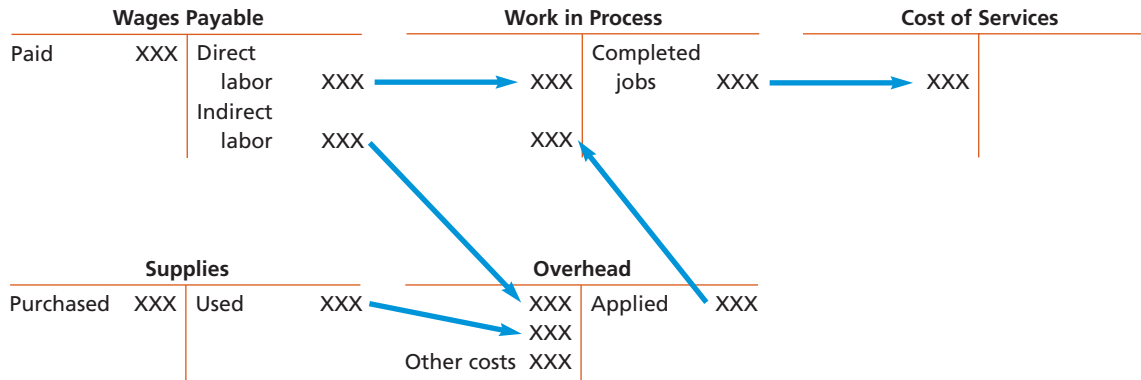 Wages Payable Work in Process Cost of Services
Paid XXX Direct Completed
labor XXX XXX jobs XXX XXX
Indirect
labor XXX XXX
Supplies Overhead
Purchased XXX Used XXX XXX Applied XXX
XXX
Other costs XXX